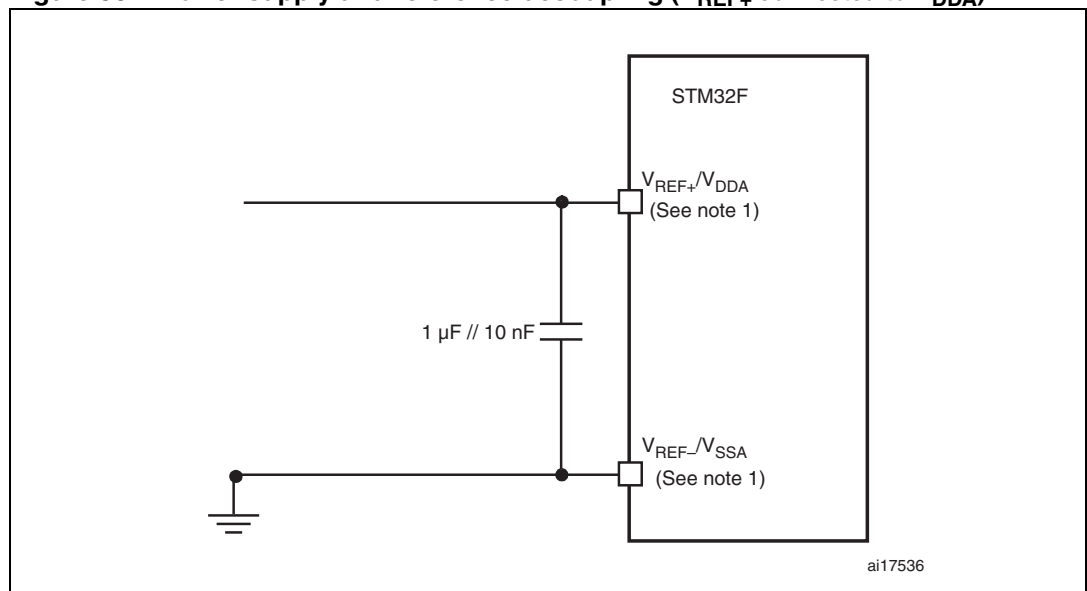 STM32F
VREF+/VDDA
(See note 1)
1 µF // 10 nF
VREF–/VSSA
(See note 1)
ai17536